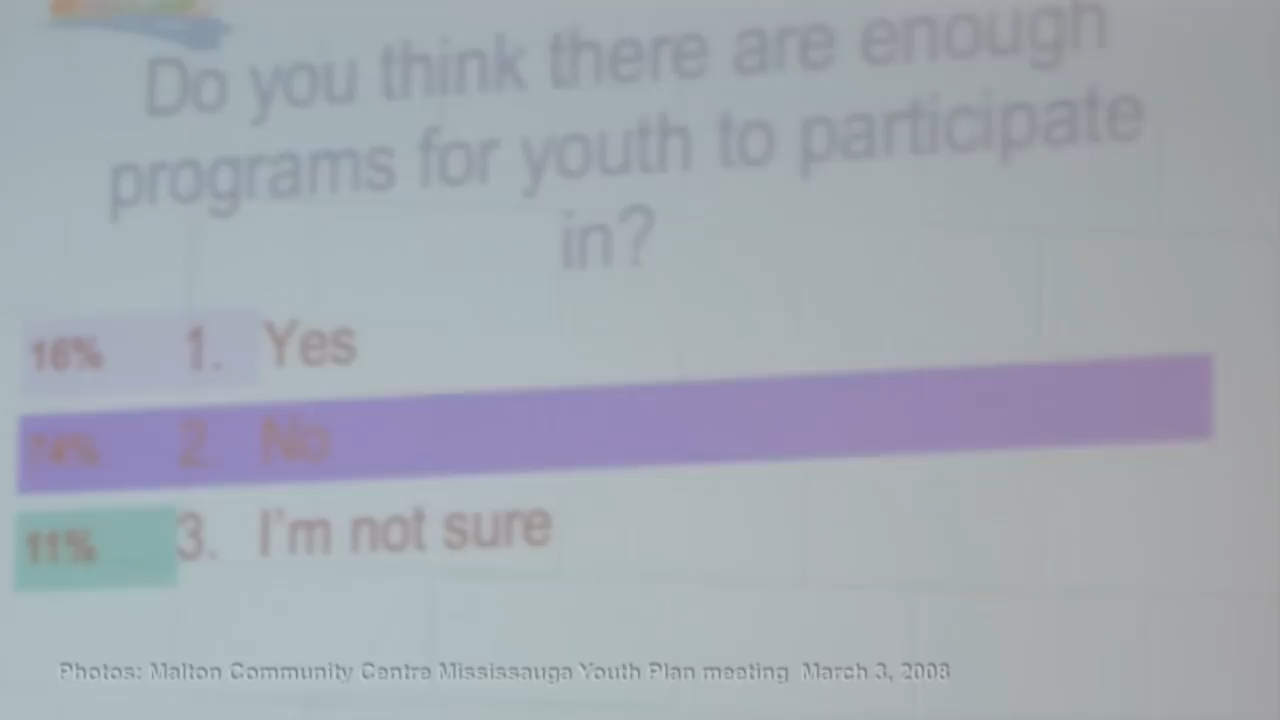 Do you think there are enough
programs for youth to participate
in?
16% 1. Yes
74% 2. No
11% 3. I'm not sure
Photos: Malton Community Centre Mississauga Youth Plan meeting March 3, 2008